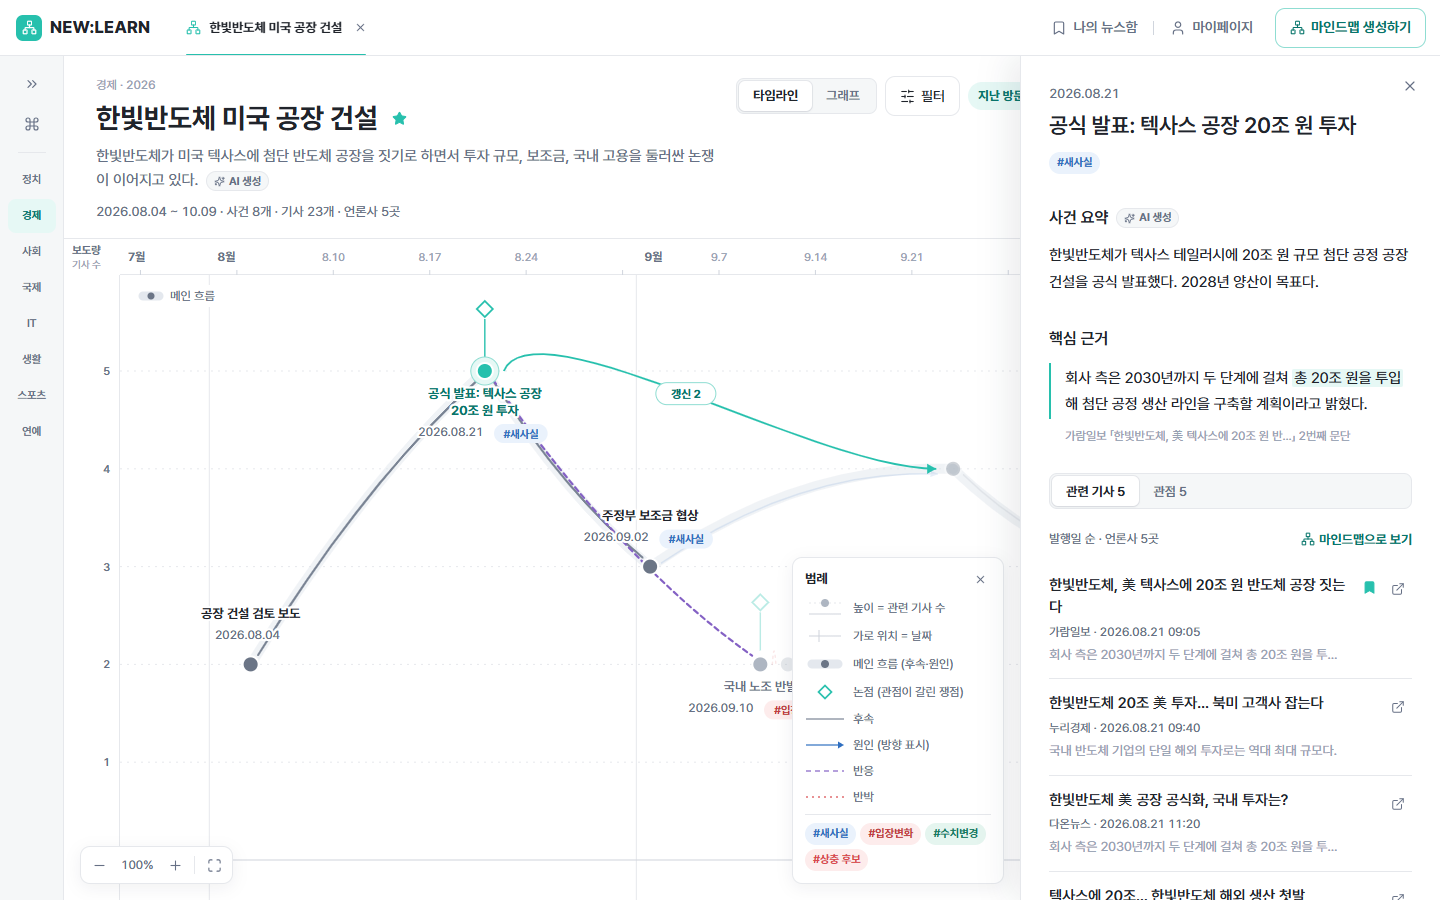 NEW:LEARN
한빛반도체 미국 공장 건설
나의 뉴스함
마이페이지
마인드맵 생성하기
정치
경제
사회
국제
IT
생활
스포츠
연예
경제 · 2026
한빛반도체 미국 공장 건설
한빛반도체가 미국 텍사스에 첨단 반도체 공장을 짓기로 하면서 투자 규모, 보조금, 국내 고용을 둘러싼 논쟁
이 이어지고 있다. AI 생성
2026.08.04 ~ 10.09 · 사건 8개 · 기사 23개 · 언론사 5곳
타임라인
그래프
필터
지난 방문
보도량
기사 수
7월 8월 8.10 8.17 8.24 9월 9.7 9.14 9.21
메인 흐름
5
4
3
2
1
공식 발표: 텍사스 공장
20조 원 투자
2026.08.21 #새사실
갱신 2
주정부 보조금 협상
2026.09.02 #새사실
공장 건설 검토 보도
2026.08.04
국내 노조 반발
2026.09.10
범례
높이 = 관련 기사 수
가로 위치 = 날짜
메인 흐름 (후속·원인)
논점 (관점이 갈린 쟁점)
후속
원인 (방향 표시)
반응
반박
#새사실 #입장변화 #수치변경
#상충 후보
100%
2026.08.21
공식 발표: 텍사스 공장 20조 원 투자
#새사실
사건 요약 AI 생성
한빛반도체가 텍사스 테일러시에 20조 원 규모 첨단 공정 공장
건설을 공식 발표했다. 2028년 양산이 목표다.
핵심 근거
회사 측은 2030년까지 두 단계에 걸쳐 총 20조 원을 투입
해 첨단 공정 생산 라인을 구축할 계획이라고 밝혔다.
가람일보 「한빛반도체, 美 텍사스에 20조 원 반…」 2번째 문단
관련 기사 5
관점 5
발행일 순 · 언론사 5곳
마인드맵으로 보기
한빛반도체, 美 텍사스에 20조 원 반도체 공장 짓는
다
가람일보 · 2026.08.21 09:05
회사 측은 2030년까지 두 단계에 걸쳐 총 20조 원을 투…
한빛반도체 20조 美 투자… 북미 고객사 잡는다
누리경제 · 2026.08.21 09:40
국내 반도체 기업의 단일 해외 투자로는 역대 최대 규모다.
한빛반도체 美 공장 공식화, 국내 투자는?
다온뉴스 · 2026.08.21 11:20
회사 측은 2030년까지 두 단계에 걸쳐 총 20조 원을 투…
텍사스에 20조… 한빛반도체 해외 생산 첫발